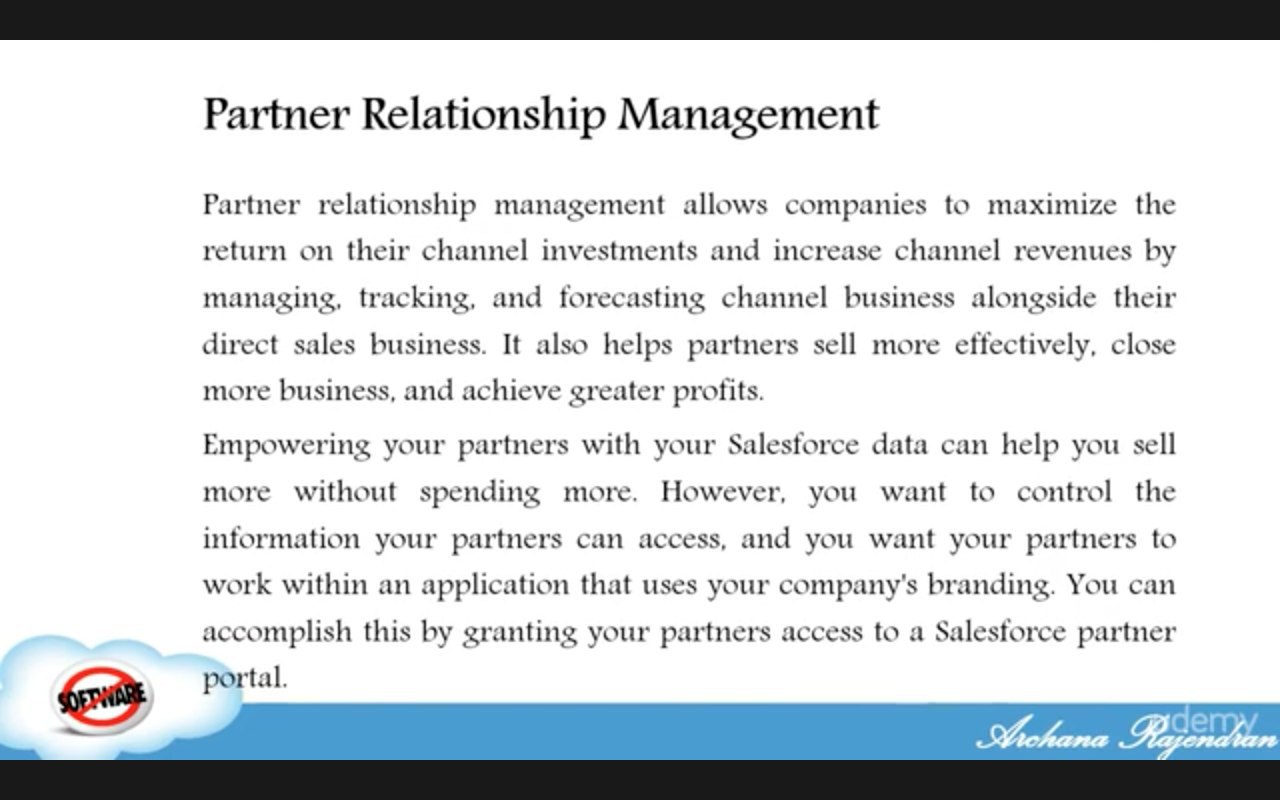 Partner Relationship Management
Partner relationship management allows companies to maximize the
return on their channel investments and increase channel revenues by
managing, tracking, and forecasting channel business alongside their
direct sales business. It also helps partners sell more effectively, close
more business, and achieve greater profits.
Empowering your partners with your Salesforce data can help you sell
more without spending more. However, you want to control the
information your partners can access, and you want your partners to
work within an application that uses your company's branding. You can
accomplish this by granting your partners access to a Salesforce partner
portal.
SOFTWARE
udemy
Archana Rajendran